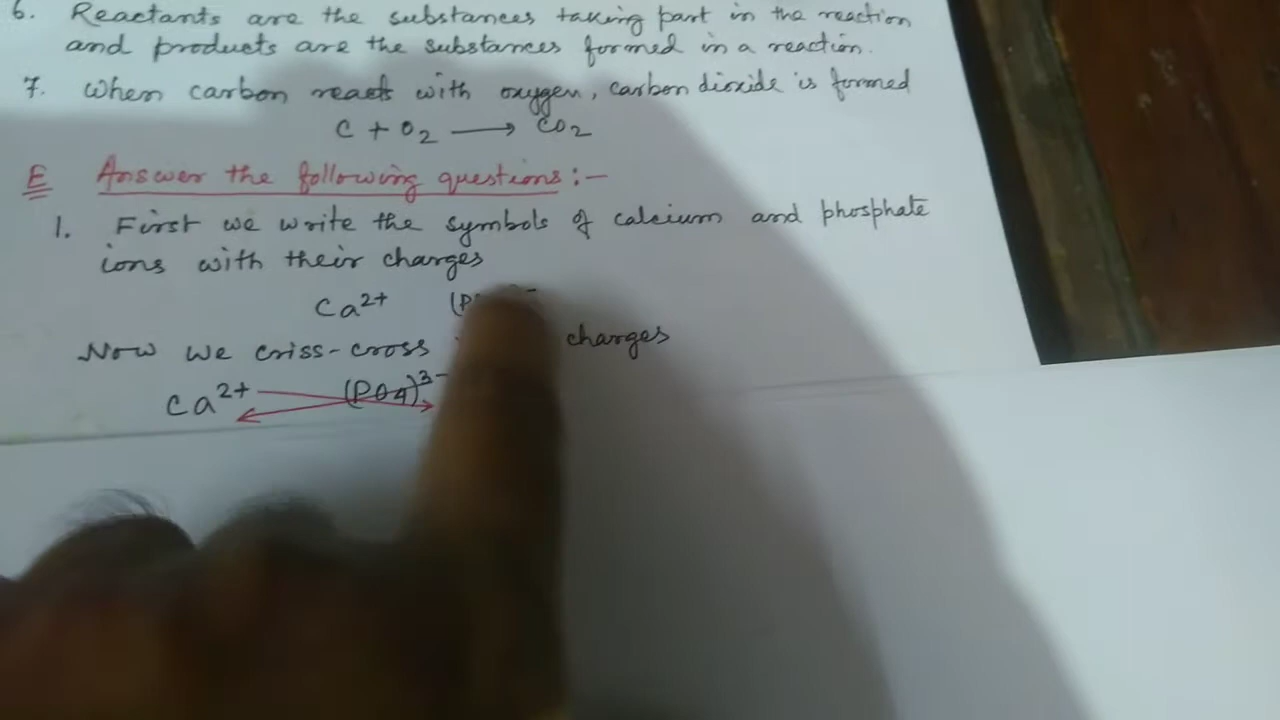 6. Reactants are the substances taking part in the reaction
and products are the substances formed in a reaction.
7. When carbon reacts with oxygen, carbon dioxide is formed
C + O₂ ⟶ CO₂
E Answer the following questions :-
1. First we write the symbols of calcium and phosphate
ions with their charges
Ca²⁺
Now we criss-cross charges
Ca²⁺ (PO₄)³⁻